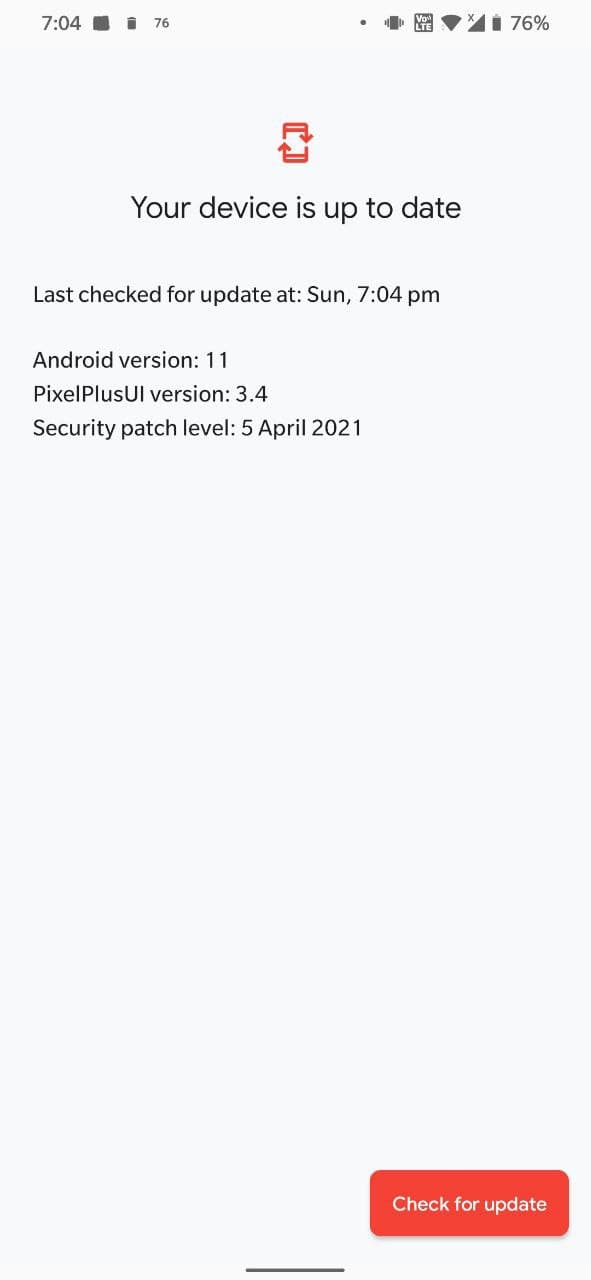 7:04 76 Vo LTE X 76%
Your device is up to date
Last checked for update at: Sun, 7:04 pm
Android version: 11
PixelPlusUI version: 3.4
Security patch level: 5 April 2021
Check for update